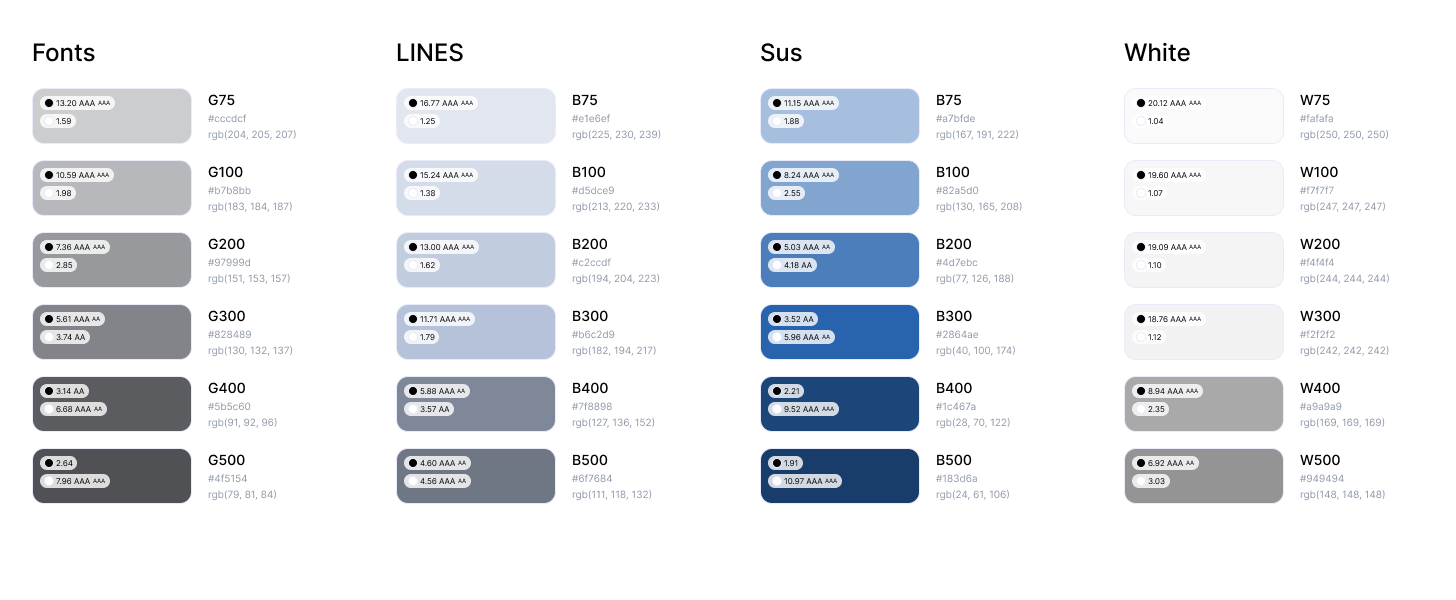 Fonts
13.20 AAA AAA
1.59
G75
#cccdcf
rgb(204, 205, 207)
10.59 AAA AAA
1.98
G100
#b7b8bb
rgb(183, 184, 187)
7.36 AAA AAA
2.85
G200
#97999d
rgb(151, 153, 157)
5.61 AAA AA
3.74 AA
G300
#828489
rgb(130, 132, 137)
3.14 AA
6.68 AAA AA
G400
#5b5c60
rgb(91, 92, 96)
2.64
7.96 AAA AAA
G500
#4f5154
rgb(79, 81, 84)
LINES
16.77 AAA AAA
1.25
B75
#e1e6ef
rgb(225, 230, 239)
15.24 AAA AAA
1.38
B100
#d5dce9
rgb(213, 220, 233)
13.00 AAA AAA
1.62
B200
#c2ccdf
rgb(194, 204, 223)
11.71 AAA AAA
1.79
B300
#b6c2d9
rgb(182, 194, 217)
5.88 AAA AA
3.57 AA
B400
#7f8898
rgb(127, 136, 152)
4.60 AAA AA
4.56 AAA AA
B500
#6f7684
rgb(111, 118, 132)
Sus
11.15 AAA AAA
1.88
B75
#a7bfde
rgb(167, 191, 222)
8.24 AAA AAA
2.55
B100
#82a5d0
rgb(130, 165, 208)
5.03 AAA AA
4.18 AA
B200
#4d7ebc
rgb(77, 126, 188)
3.52 AA
5.96 AAA AA
B300
#2864ae
rgb(40, 100, 174)
2.21
9.52 AAA AAA
B400
#1c467a
rgb(28, 70, 122)
1.91
10.97 AAA AAA
B500
#183d6a
rgb(24, 61, 106)
White
20.12 AAA AAA
1.04
W75
#fafafa
rgb(250, 250, 250)
19.60 AAA AAA
1.07
W100
#f7f7f7
rgb(247, 247, 247)
19.09 AAA AAA
1.10
W200
#f4f4f4
rgb(244, 244, 244)
18.76 AAA AAA
1.12
W300
#f2f2f2
rgb(242, 242, 242)
8.94 AAA AAA
2.35
W400
#a9a9a9
rgb(169, 169, 169)
6.92 AAA AA
3.03
W500
#949494
rgb(148, 148, 148)